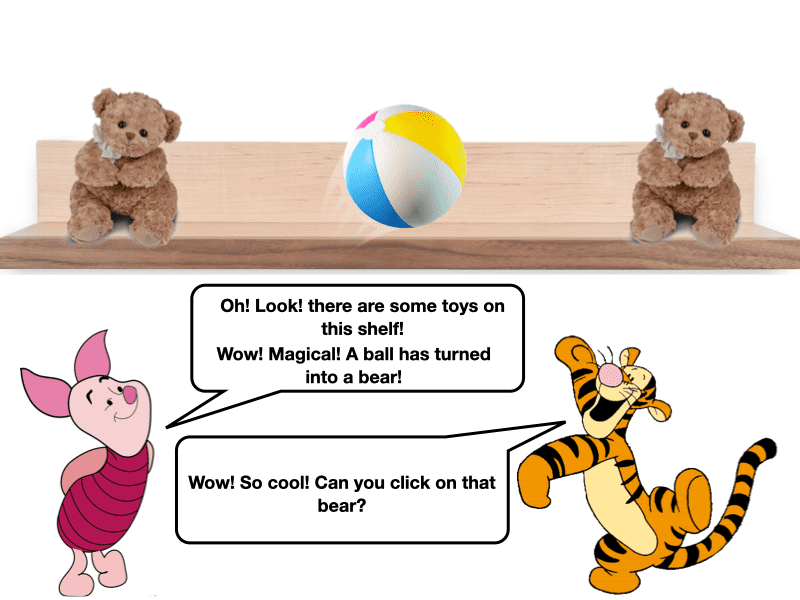 Oh! Look! there are some toys on
this shelf!
Wow! Magical! A ball has turned
into a bear!
Wow! So cool! Can you click on that
bear?